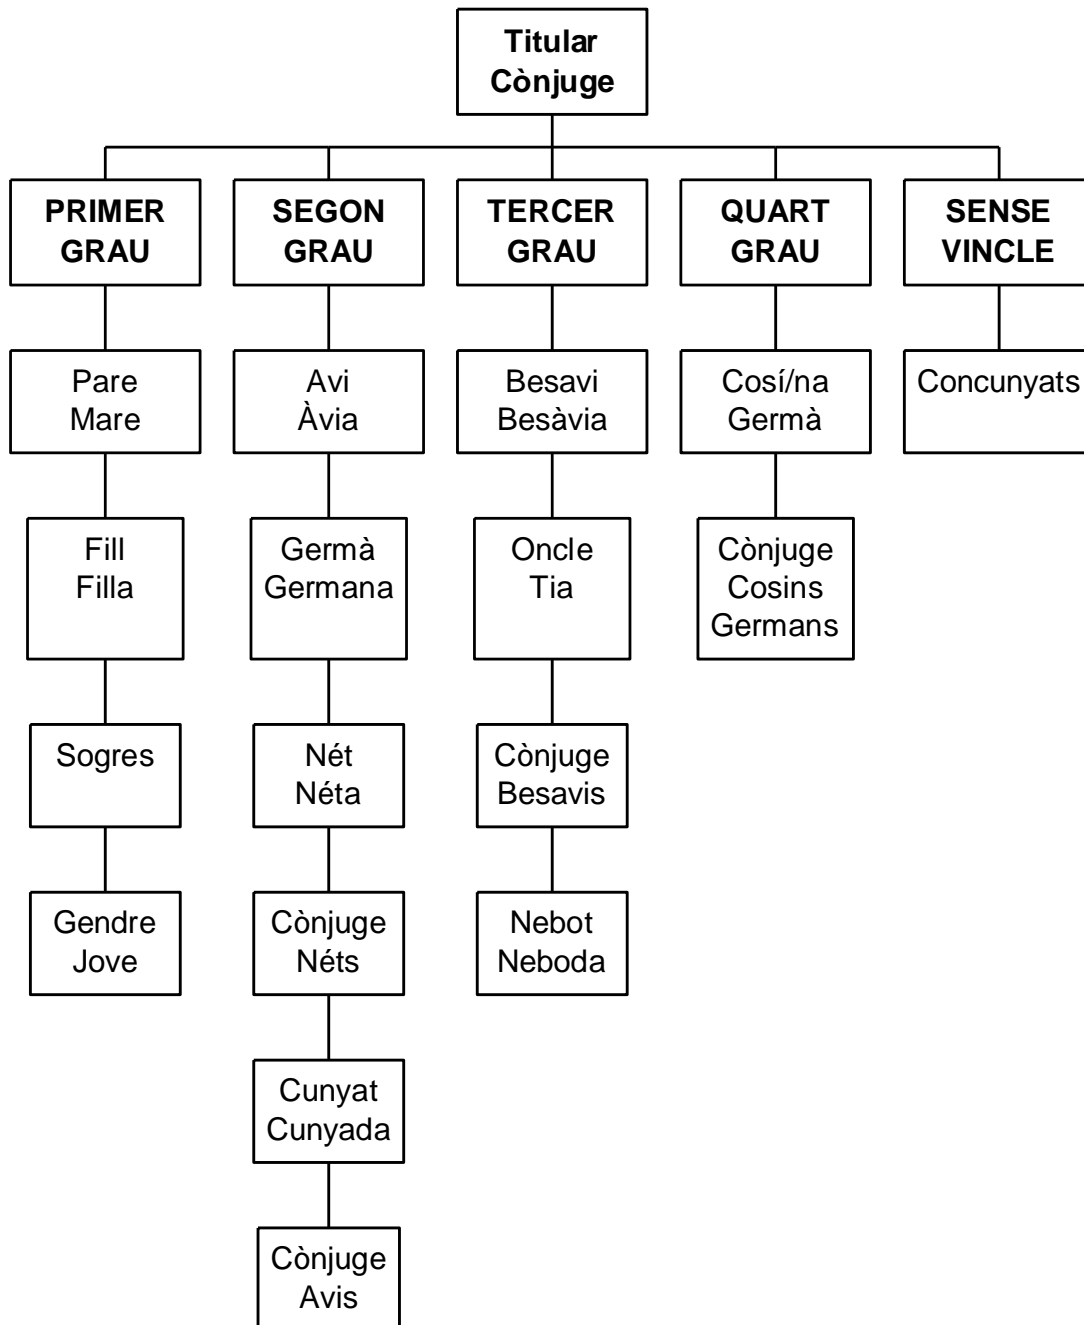 Titular
Cònjuge
PRIMER
GRAU
SEGON
GRAU
TERCER
GRAU
QUART
GRAU
SENSE
VINCLE
Pare
Mare
Avi
Àvia
Besavi
Besàvia
Cosí/na
Germà
Concunyats
Fill
Filla
Germà
Germana
Oncle
Tia
Cònjuge
Cosins
Germans
Sogres
Nét
Néta
Cònjuge
Besavis
Gendre
Jove
Cònjuge
Néts
Nebot
Neboda
Cunyat
Cunyada
Cònjuge
Avis